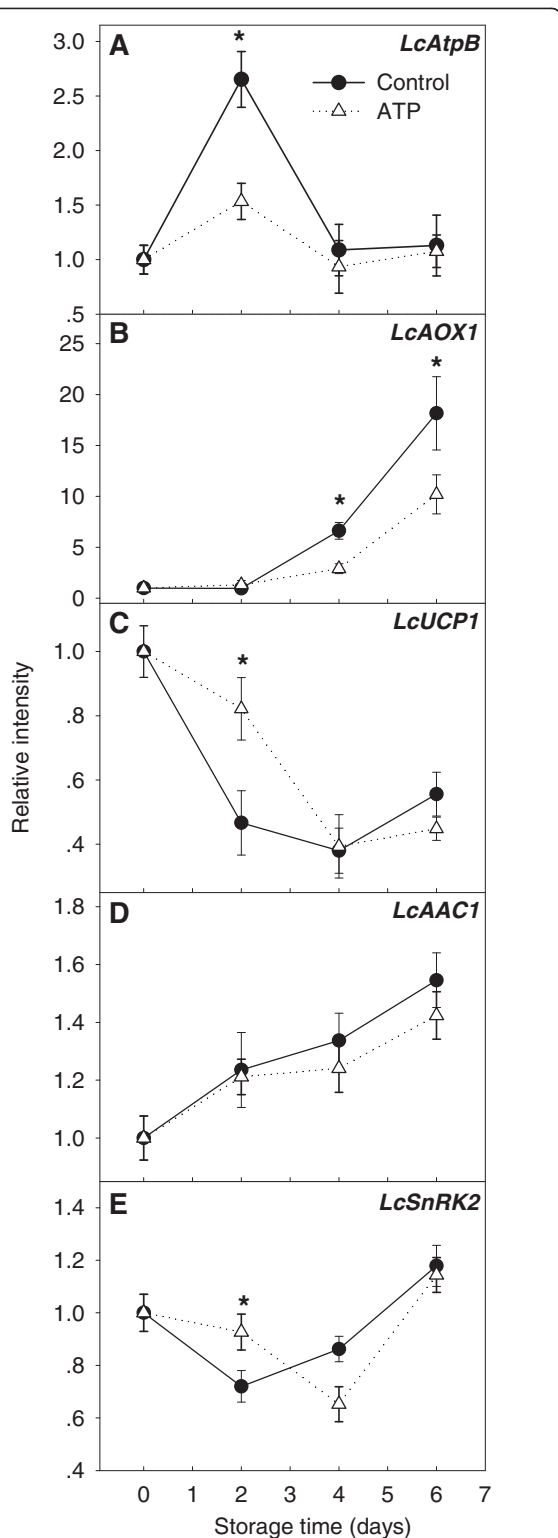 A
LcAtpB
*
Control
ATP
3.0
2.5
2.0
1.5
1.0
.5
B
LcAOX1
*
*
25
20
15
10
5
0
C
LcUCP1
*
1.0
.8
.6
.4
D
LcAAC1
1.8
1.6
1.4
1.2
1.0
E
LcSnRK2
*
1.4
1.2
1.0
.8
.6
.4
Relative intensity
0 1 2 3 4 5 6 7
Storage time (days)